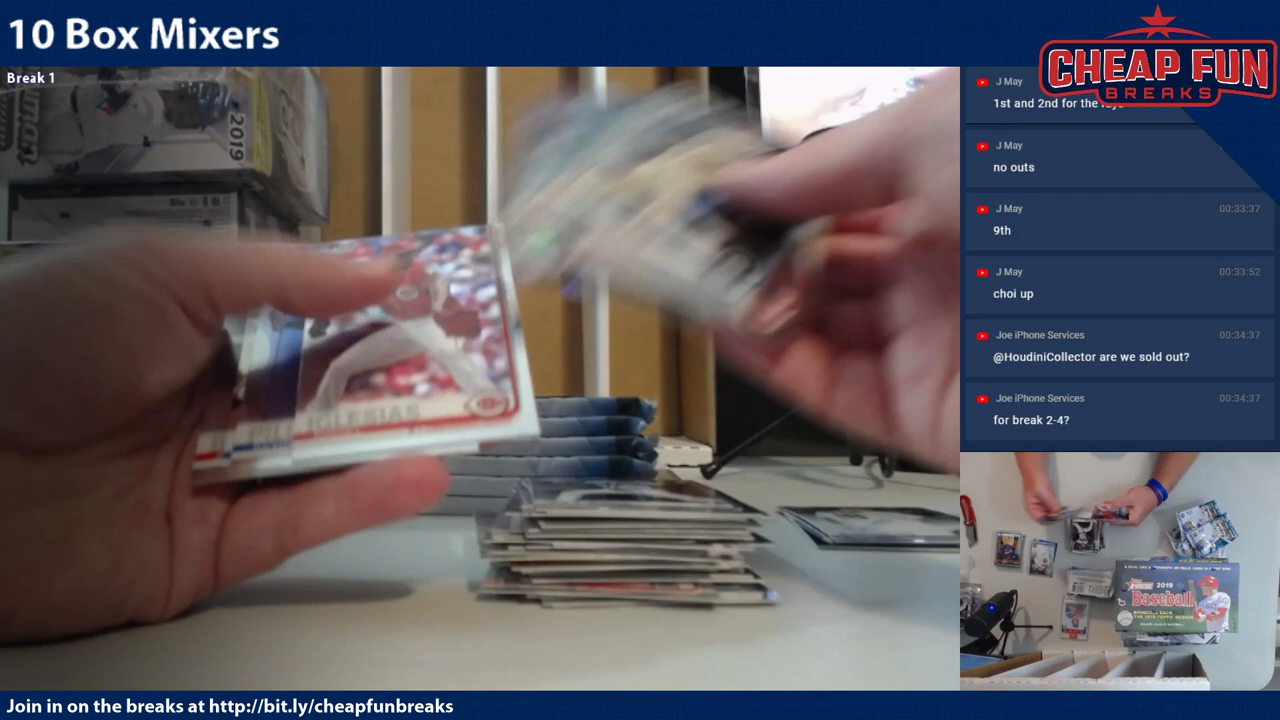 10 Box Mixers
CHEAP FUN
BREAKS
Break 1
2019
J May
1st and 2nd for the rays
J May
no outs
J May 00:33:37
9th
J May 00:33:52
choi up
Joe iPhone Services 00:34:37
@HoudiniCollector are we sold out?
Joe iPhone Services 00:34:37
for break 2-4?
IGLESIAS
2019
Baseball
Join in on the breaks at http://bit.ly/cheapfunbreaks